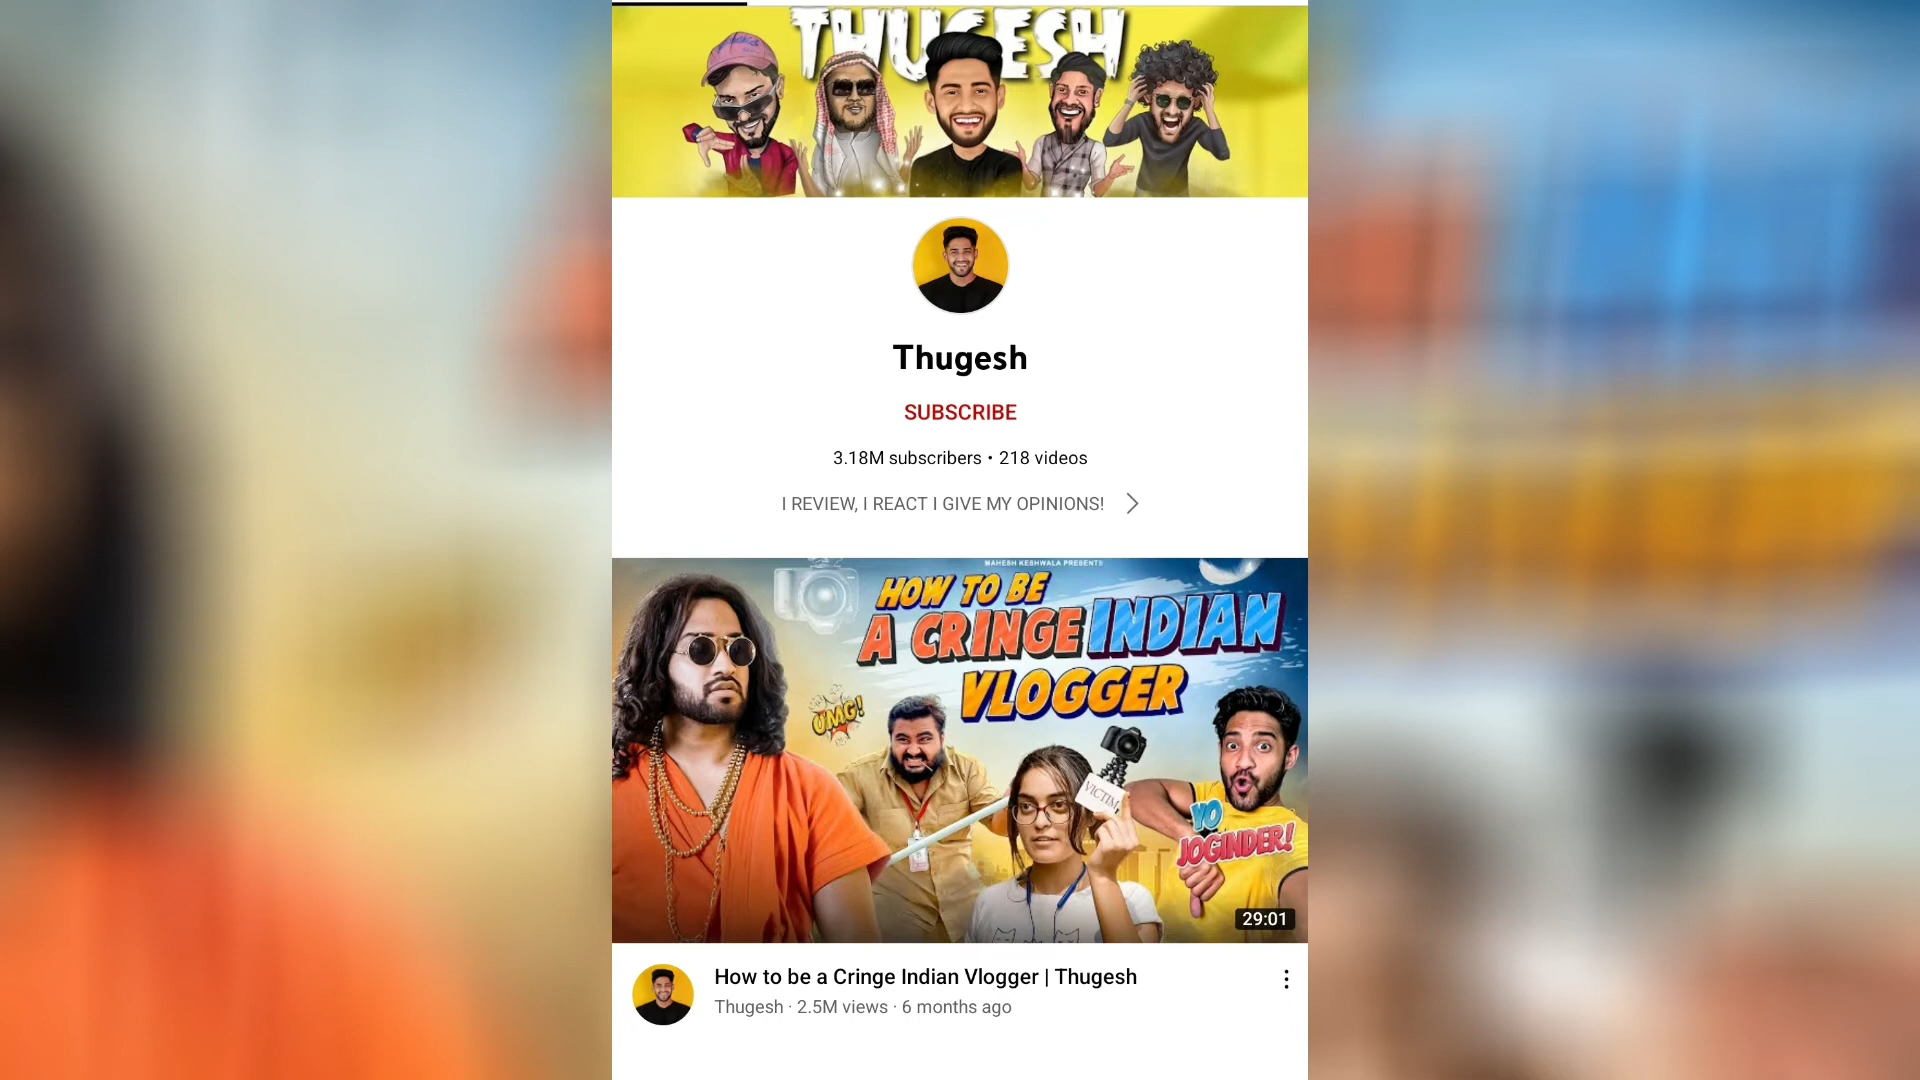 THUGESH
Thugesh
SUBSCRIBE
3.18M subscribers • 218 videos
I REVIEW, I REACT I GIVE MY OPINIONS!
MAHESH KESHWALA PRESENTS
HOW TO BE
A CRINGE INDIAN
VLOGGER
OMG!
VICTIM
YO
JOGINDER!
29:01
How to be a Cringe Indian Vlogger | Thugesh
Thugesh · 2.5M views · 6 months ago